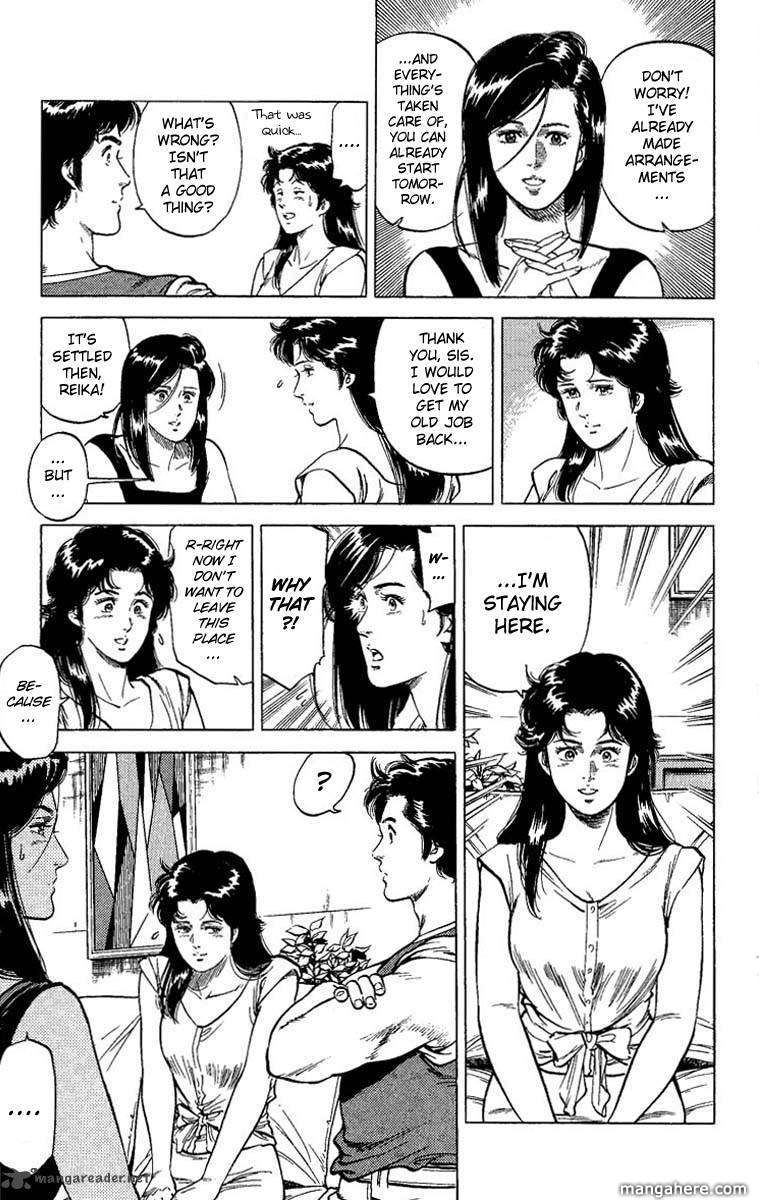 DON'T
WORRY!
I'VE
ALREADY
MADE
ARRANGE-
MENTS
...
...AND
EVERY-
THING'S
TAKEN
CARE OF,
YOU CAN
ALREADY
START
TOMOR-
ROW.
....
That was
Quick...
WHAT'S
WRONG?
ISN'T
THAT
A GOOD
THING?
THANK
YOU, SIS.
I WOULD
LOVE TO
GET MY
OLD JOB
BACK...
IT'S
SETTLED
THEN,
REIKA!
...
BUT
...
...I'M
STAYING
HERE.
W-
...
WHY
THAT
?!
R-RIGHT
NOW I
DON'T
WANT TO
LEAVE
THIS
PLACE
...
BE-
CAUSE
...
?
....
mangareader.net
mangahere.com